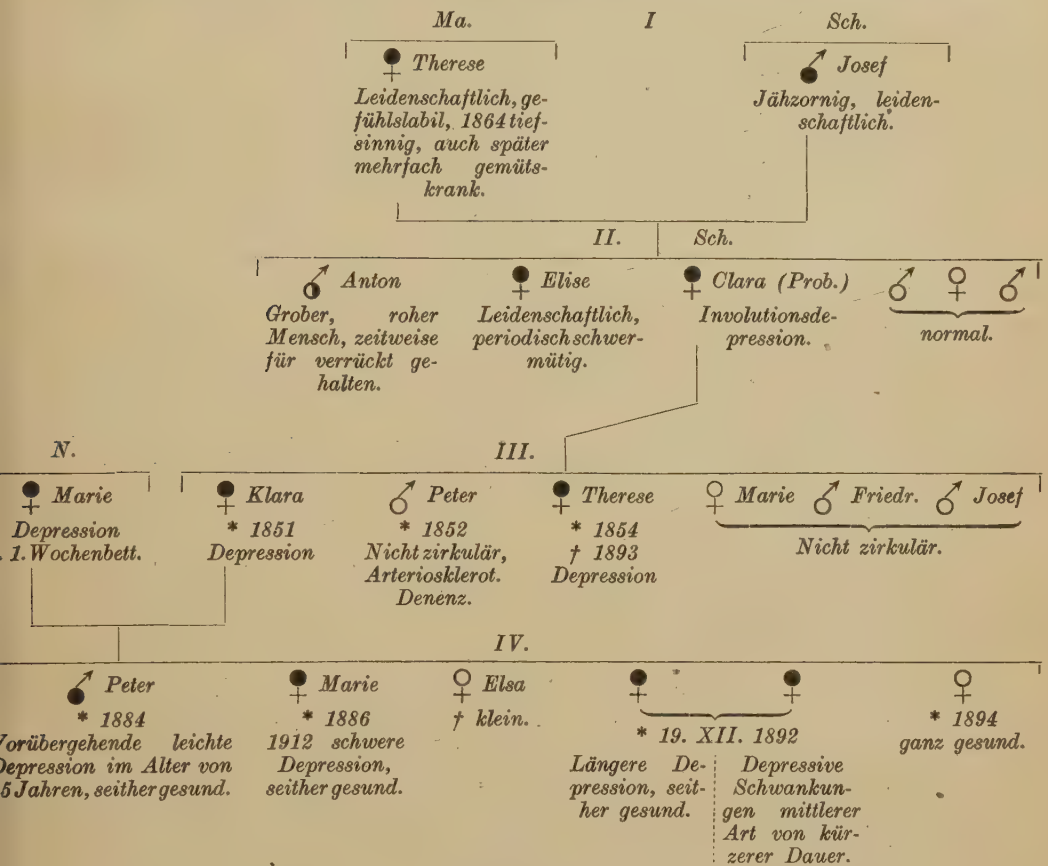 Ma. I Sch.
Therese
Leidenschaftlich, ge-
fühlslabil, 1864 tief-
sinnig, auch später
mehrfach gemüts-
krank.
Josef
Jähzornig, leiden-
schaftlich.
II. Sch.
Anton
Grober, roher
Mensch, zeitweise
für verrückt ge-
halten.
Elise
Leidenschaftlich,
periodisch schwer-
mütig.
Clara (Prob.)
Involutionsde-
pression.
normal.
N. III.
Marie
Depression
. 1. Wochenbett.
Klara
* 1851
Depression
Peter
* 1852
Nicht zirkulär,
Arteriosklerot.
Denenz.
Therese
* 1854
† 1893
Depression
Marie Friedr. Josef
Nicht zirkulär.
IV.
Peter
* 1884
Vorübergehende leichte
Depression im Alter von
5 Jahren, seither gesund.
Marie
* 1886
1912 schwere
Depression,
seither gesund.
Elsa
† klein.
* 19. XII. 1892
Längere De-
pression, seit-
her gesund.
Depressive
Schwankun-
gen mittlerer
Art von kür-
zerer Dauer.
* 1894
ganz gesund.